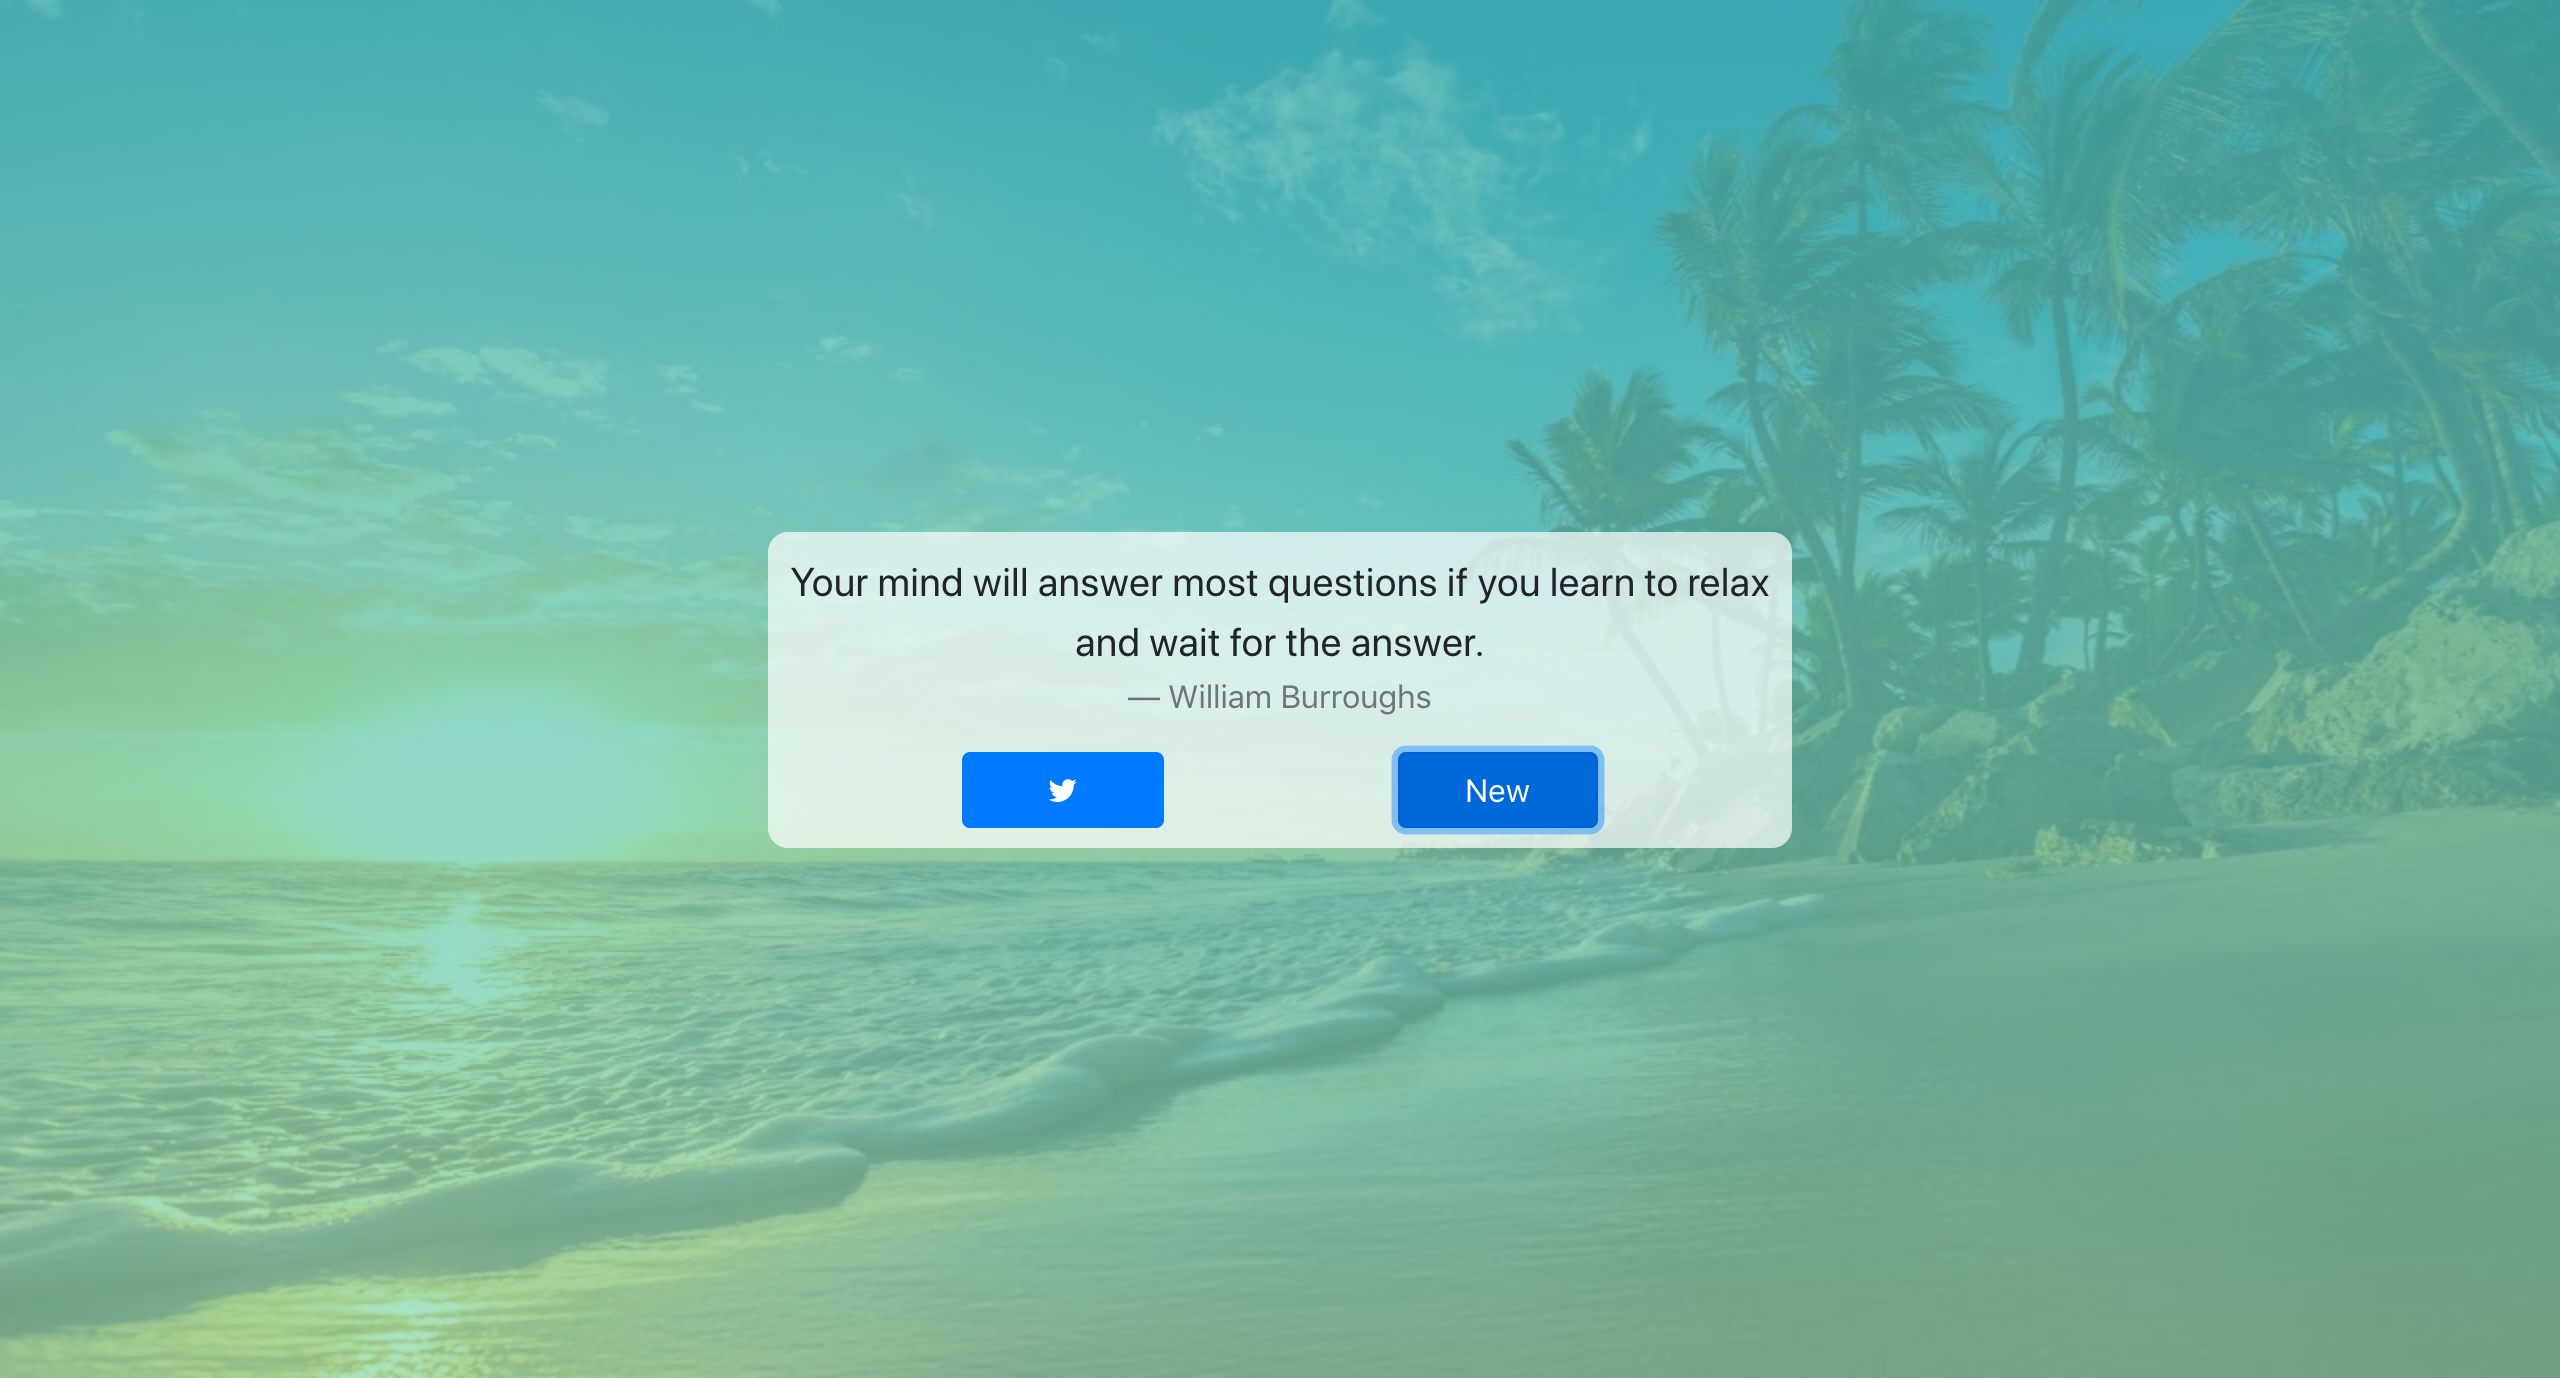 Your mind will answer most questions if you learn to relax
and wait for the answer.
— William Burroughs
New